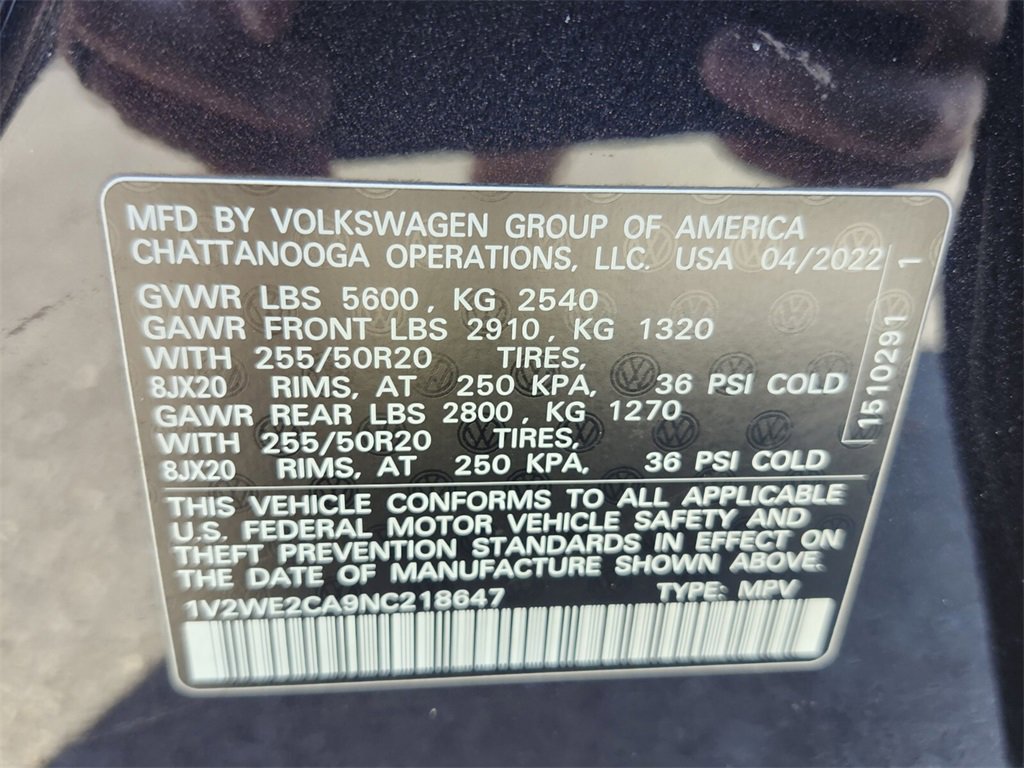 MFD BY VOLKSWAGEN GROUP OF AMERICA
CHATTANOOGA OPERATIONS, LLC. USA 04/2022
GVWR LBS 5600, KG 2540
GAWR FRONT LBS 2910, KG 1320
WITH 255/50R20 TIRES,
8JX20 RIMS, AT 250 KPA, 36 PSI COLD
GAWR REAR LBS 2800, KG 1270
WITH 255/50R20 TIRES,
8JX20 RIMS, AT 250 KPA, 36 PSI COLD
1510291 1
THIS VEHICLE CONFORMS TO ALL APPLICABLE
U.S. FEDERAL MOTOR VEHICLE SAFETY AND
THEFT PREVENTION STANDARDS IN EFFECT ON
THE DATE OF MANUFACTURE SHOWN ABOVE.
1V2WE2CA9NC218647 TYPE: MPV